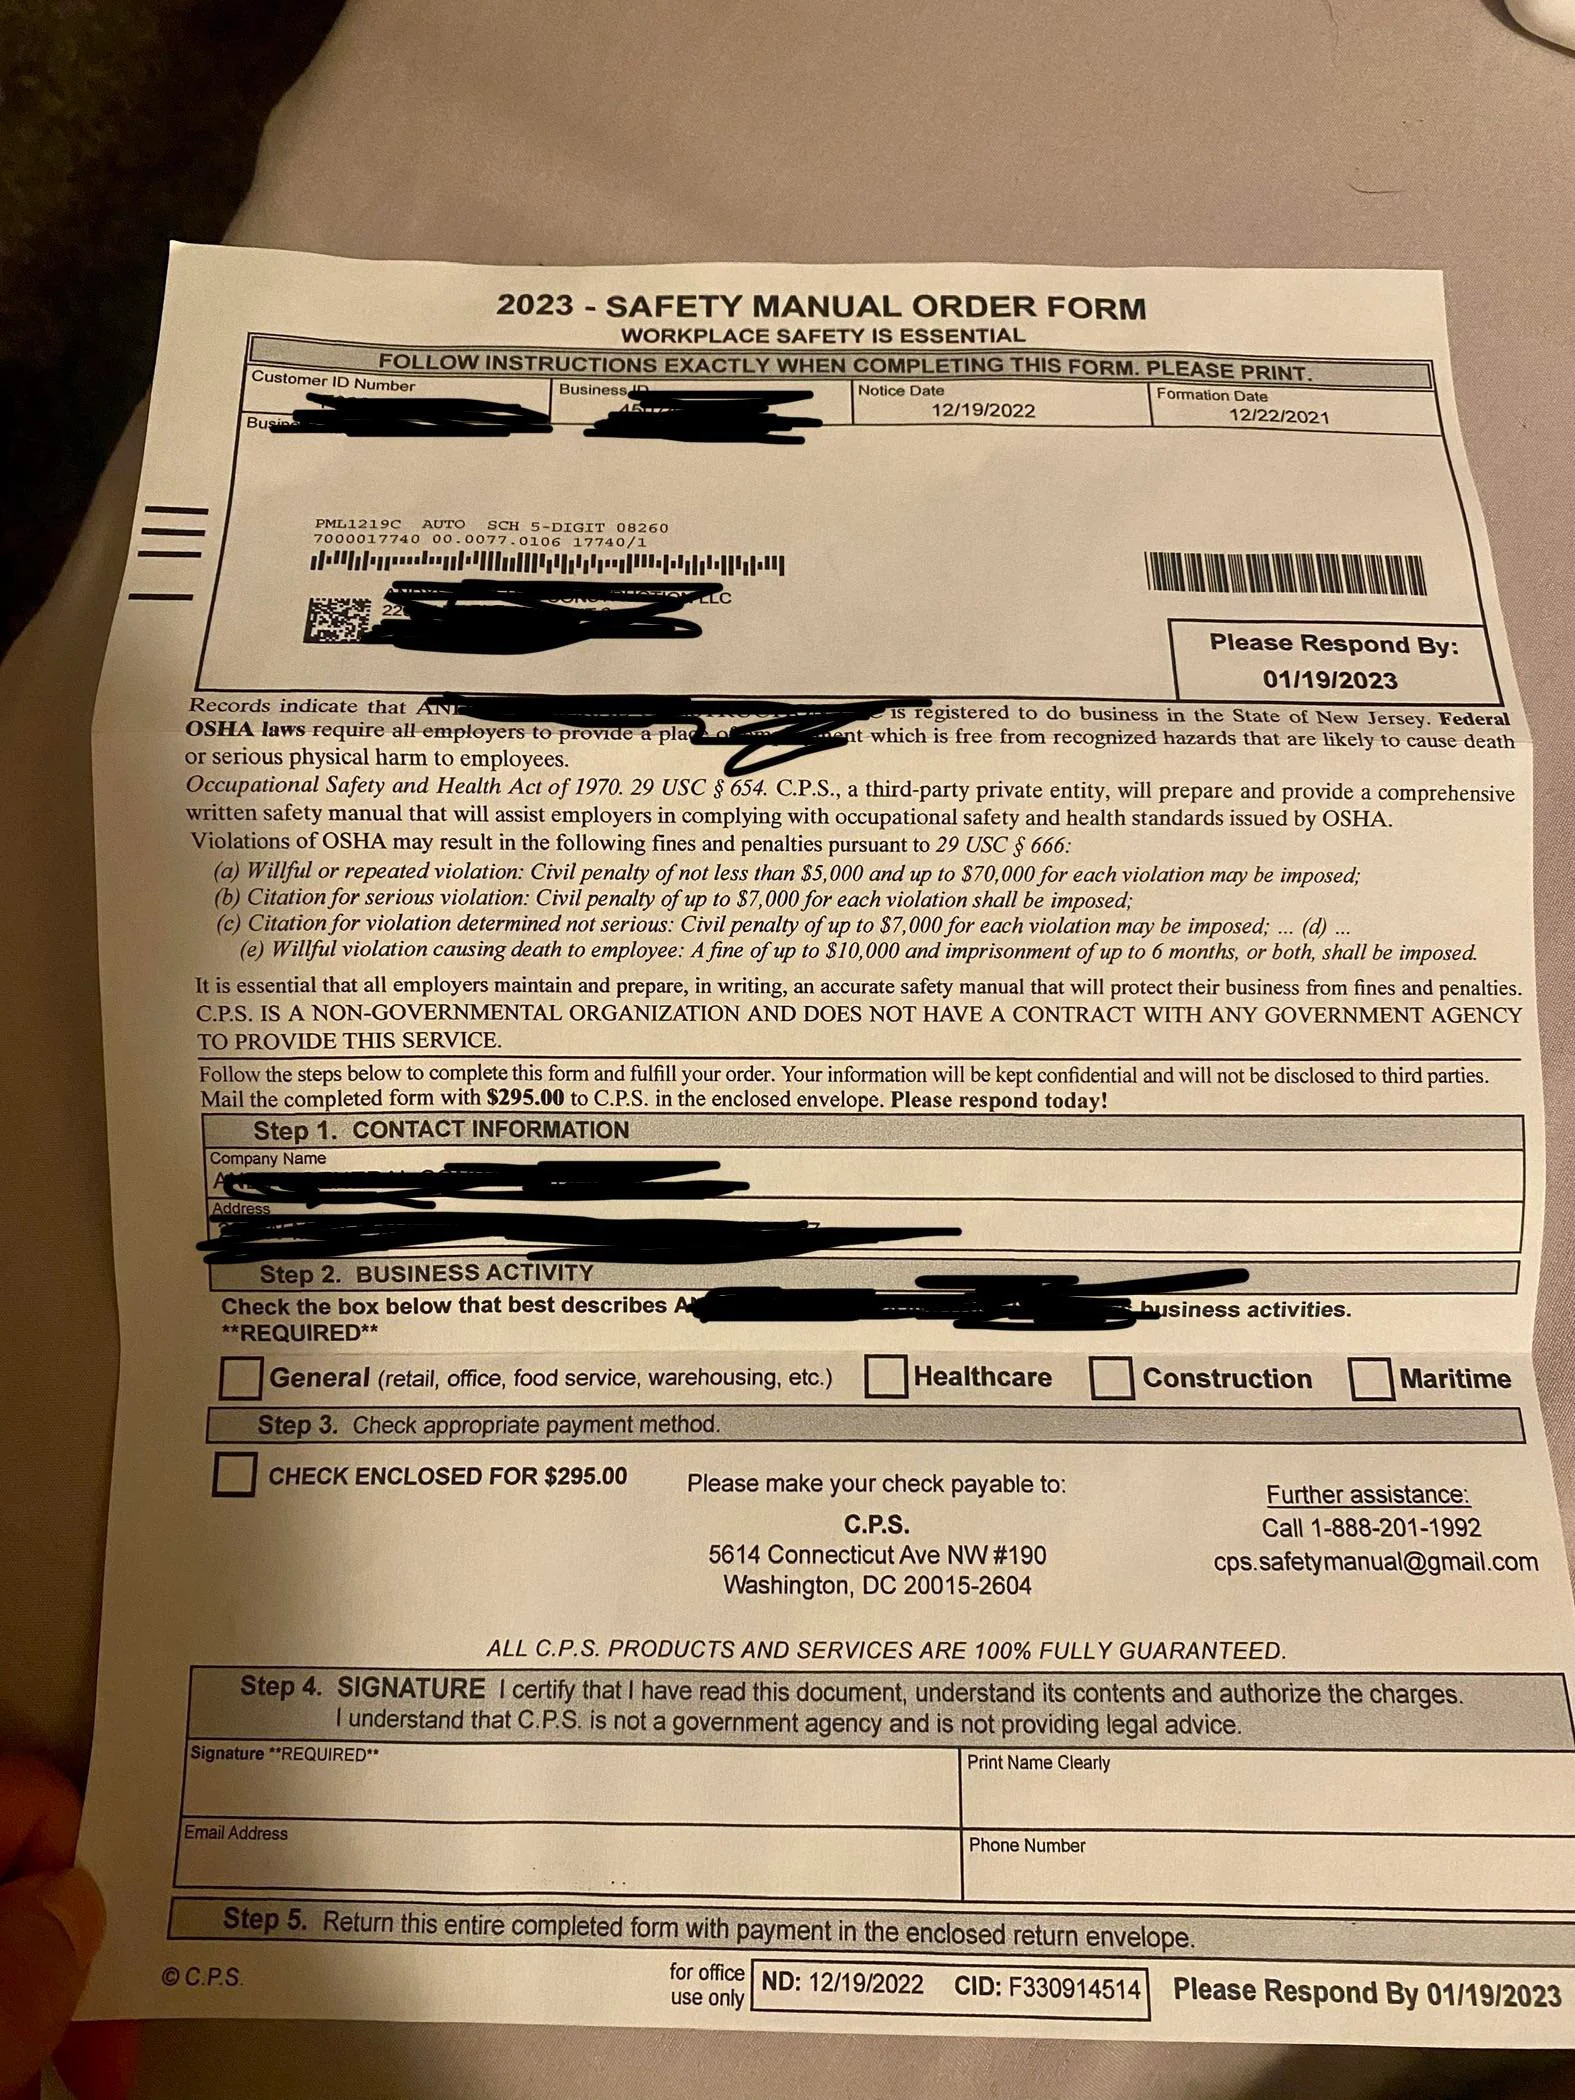 2023 - SAFETY MANUAL ORDER FORM
WORKPLACE SAFETY IS ESSENTIAL
FOLLOW INSTRUCTIONS EXACTLY WHEN COMPLETING THIS FORM. PLEASE PRINT.
Customer ID Number
Business ID
Notice Date
12/19/2022
Formation Date
12/22/2021
PML1219C AUTO SCH 5-DIGIT 08260
7000017740 00.0077.0106 17740/1
LLC
Please Respond By:
01/19/2023
Records indicate that is registered to do business in the State of New Jersey. Federal
OSHA laws require all employers to provide a place of which is free from recognized hazards that are likely to cause death
or serious physical harm to employees.
Occupational Safety and Health Act of 1970. 29 USC § 654. C.P.S., a third-party private entity, will prepare and provide a comprehensive
written safety manual that will assist employers in complying with occupational safety and health standards issued by OSHA.
Violations of OSHA may result in the following fines and penalties pursuant to 29 USC § 666:
(a) Willful or repeated violation: Civil penalty of not less than $5,000 and up to $70,000 for each violation may be imposed;
(b) Citation for serious violation: Civil penalty of up to $7,000 for each violation shall be imposed;
(c) Citation for violation determined not serious: Civil penalty of up to $7,000 for each violation may be imposed; ... (d) ...
(e) Willful violation causing death to employee: A fine of up to $10,000 and imprisonment of up to 6 months, or both, shall be imposed.
It is essential that all employers maintain and prepare, in writing, an accurate safety manual that will protect their business from fines and penalties.
C.P.S. IS A NON-GOVERNMENTAL ORGANIZATION AND DOES NOT HAVE A CONTRACT WITH ANY GOVERNMENT AGENCY
TO PROVIDE THIS SERVICE.
Follow the steps below to complete this form and fulfill your order. Your information will be kept confidential and will not be disclosed to third parties.
Mail the completed form with $295.00 to C.P.S. in the enclosed envelope. Please respond today!
Step 1. CONTACT INFORMATION
Company Name
Address
Step 2. BUSINESS ACTIVITY
Check the box below that best describes business activities.
**REQUIRED**
General (retail, office, food service, warehousing, etc.) Healthcare Construction Maritime
Step 3. Check appropriate payment method.
CHECK ENCLOSED FOR $295.00
Please make your check payable to:
C.P.S.
5614 Connecticut Ave NW #190
Washington, DC 20015-2604
Further assistance:
Call 1-888-201-1992
cps.safetymanual@gmail.com
ALL C.P.S. PRODUCTS AND SERVICES ARE 100% FULLY GUARANTEED.
Step 4. SIGNATURE I certify that I have read this document, understand its contents and authorize the charges.
I understand that C.P.S. is not a government agency and is not providing legal advice.
Signature **REQUIRED**
Print Name Clearly
Email Address
Phone Number
Step 5. Return this entire completed form with payment in the enclosed return envelope.
© C.P.S.
for office
use only
ND: 12/19/2022 CID: F330914514
Please Respond By 01/19/2023